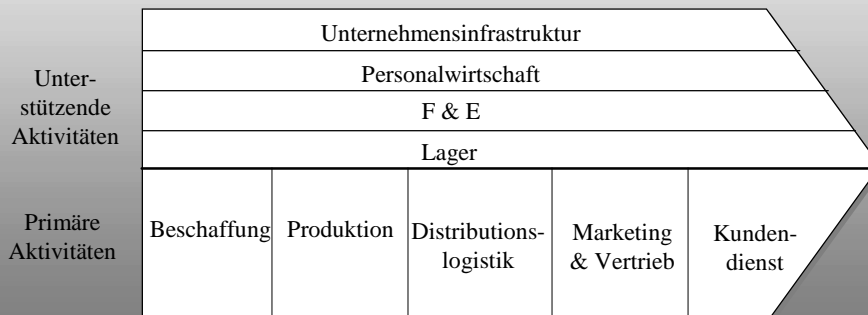 Unternehmensinfrastruktur
Personalwirtschaft
F & E
Lager
Unter-
stützende
Aktivitäten
Primäre
Aktivitäten
Beschaffung
Produktion
Distributions-
logistik
Marketing
& Vertrieb
Kunden-
dienst